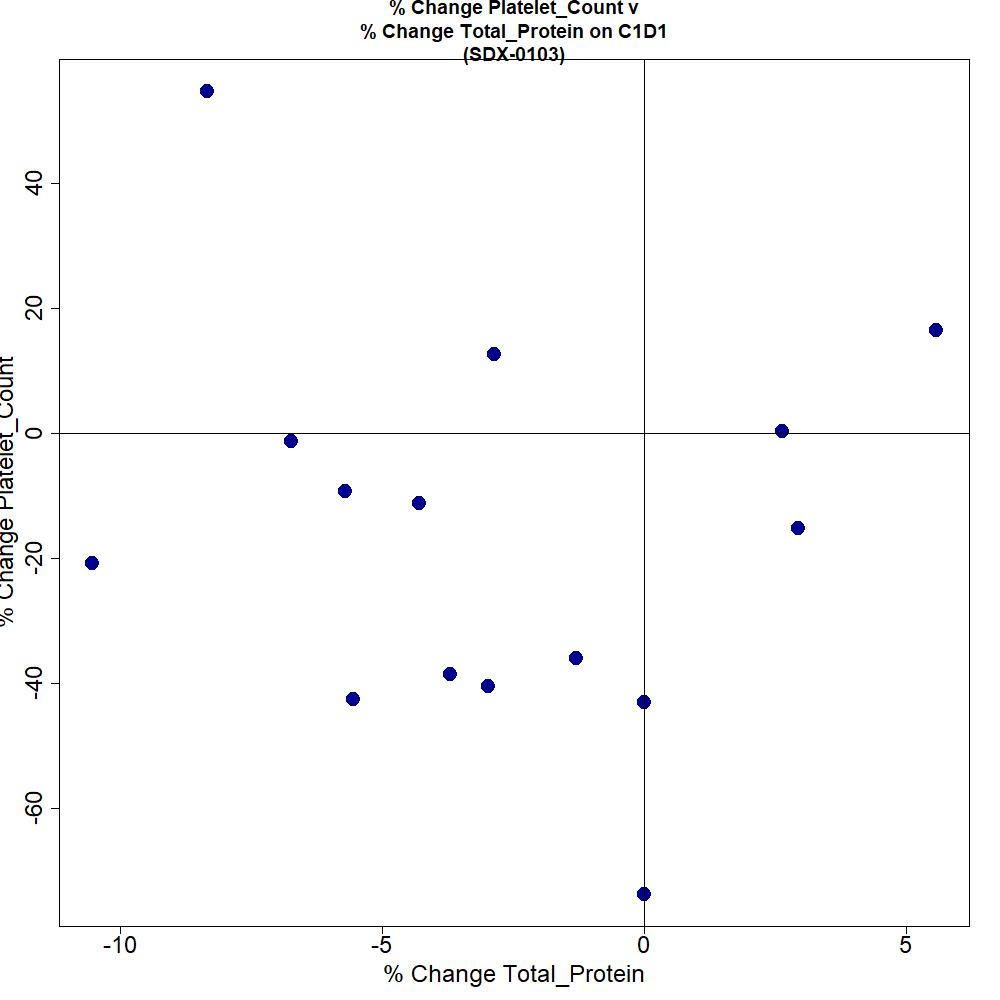 % Change Platelet_Count v
% Change Total_Protein on C1D1
(SDX-0103)
% Change Platelet_Count
40
20
0
-20
-40
-60
-10
-5
0
5
% Change Total_Protein